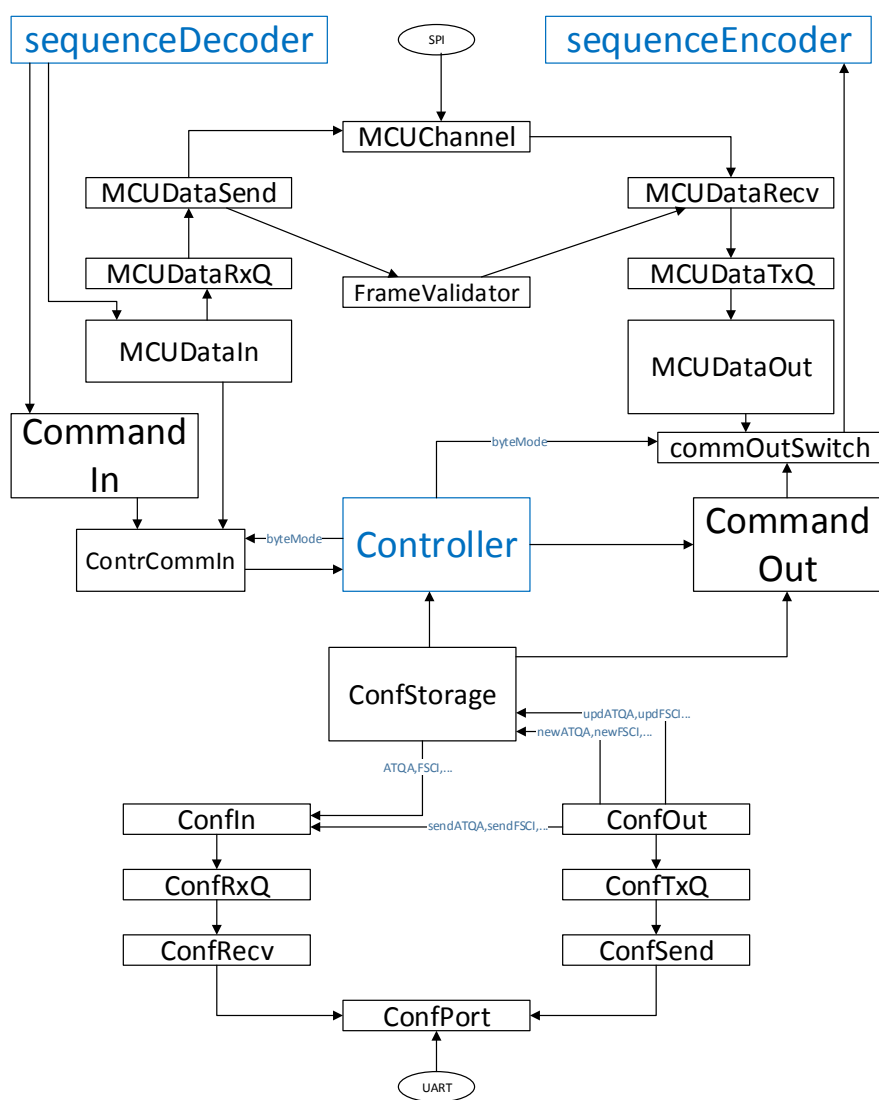 sequenceDecoder
SPI
sequenceEncoder
MCUChannel
MCUDataSend
MCUDataRecv
MCUDataRxQ
FrameValidator
MCUDataTxQ
MCUDataIn
MCUDataOut
Command
In
byteMode
commOutSwitch
ContrCommIn
byteMode
Controller
Command
Out
ConfStorage
updATQA,updFSCI...
newATQA,newFSCI,...
ATQA,FSCI,...
ConfIn
sendATQA,sendFSCI,...
ConfOut
ConfRxQ
ConfTxQ
ConfRecv
ConfSend
ConfPort
UART